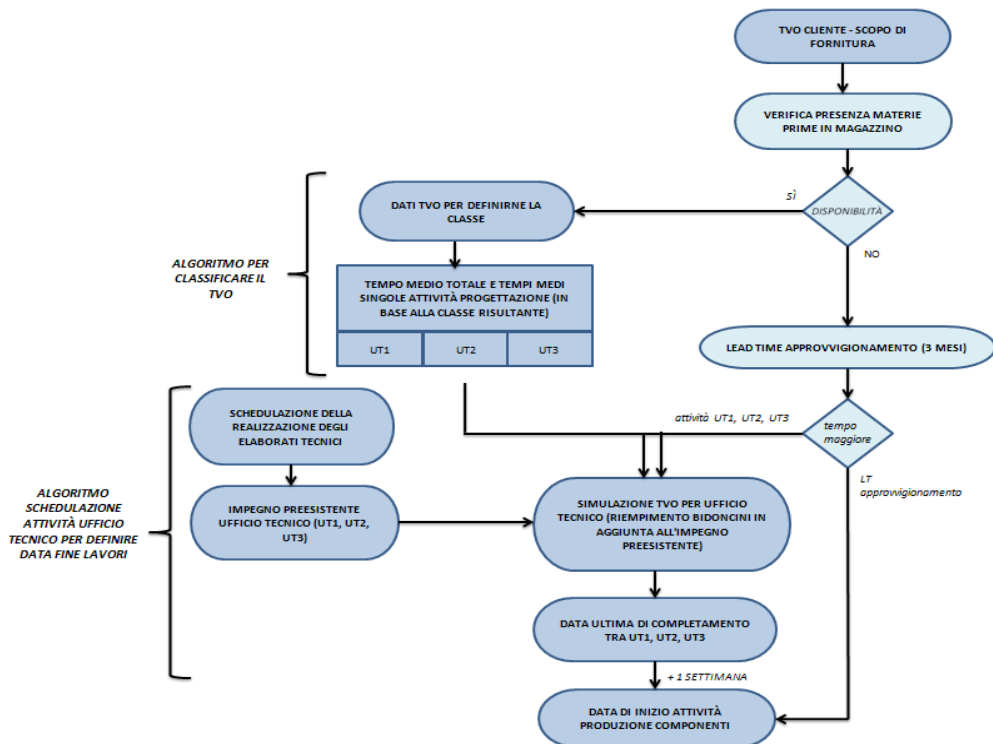 TVO CLIENTE - SCOPO DI
FORNITURA
VERIFICA PRESENZA MATERIE
PRIME IN MAGAZZINO
SÌ
DISPONIBILITÀ
NO
DATI TVO PER DEFINIRNE LA
CLASSE
ALGORITMO PER
CLASSIFICARE IL
TVO
TEMPO MEDIO TOTALE E TEMPI MEDI
SINGOLE ATTIVITÀ PROGETTAZIONE (IN
BASE ALLA CLASSE RISULTANTE)
UT1
UT2
UT3
LEAD TIME APPROVVIGIONAMENTO (3 MESI)
attività UT1, UT2, UT3
tempo
maggiore
LT
approvvigionamento
SCHEDULAZIONE DELLA
REALIZZAZIONE DEGLI
ELABORATI TECNICI
ALGORITMO
SCHEDULAZIONE
ATTIVITÀ UFFICIO
TECNICO PER DEFINIRE
DATA FINE LAVORI
IMPEGNO PREESISTENTE
UFFICIO TECNICO (UT1, UT2,
UT3)
SIMULAZIONE TVO PER UFFICIO
TECNICO (RIEMPIMENTO BIDONCINI IN
AGGIUNTA ALL'IMPEGNO
PREESISTENTE)
DATA ULTIMA DI COMPLETAMENTO
TRA UT1, UT2, UT3
+ 1 SETTIMANA
DATA DI INIZIO ATTIVITÀ
PRODUZIONE COMPONENTI